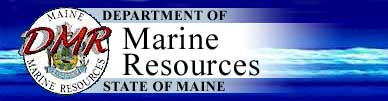 MAINE
DMR
MARINE RESOURCES
DEPARTMENT OF
Marine
Resources
STATE OF MAINE